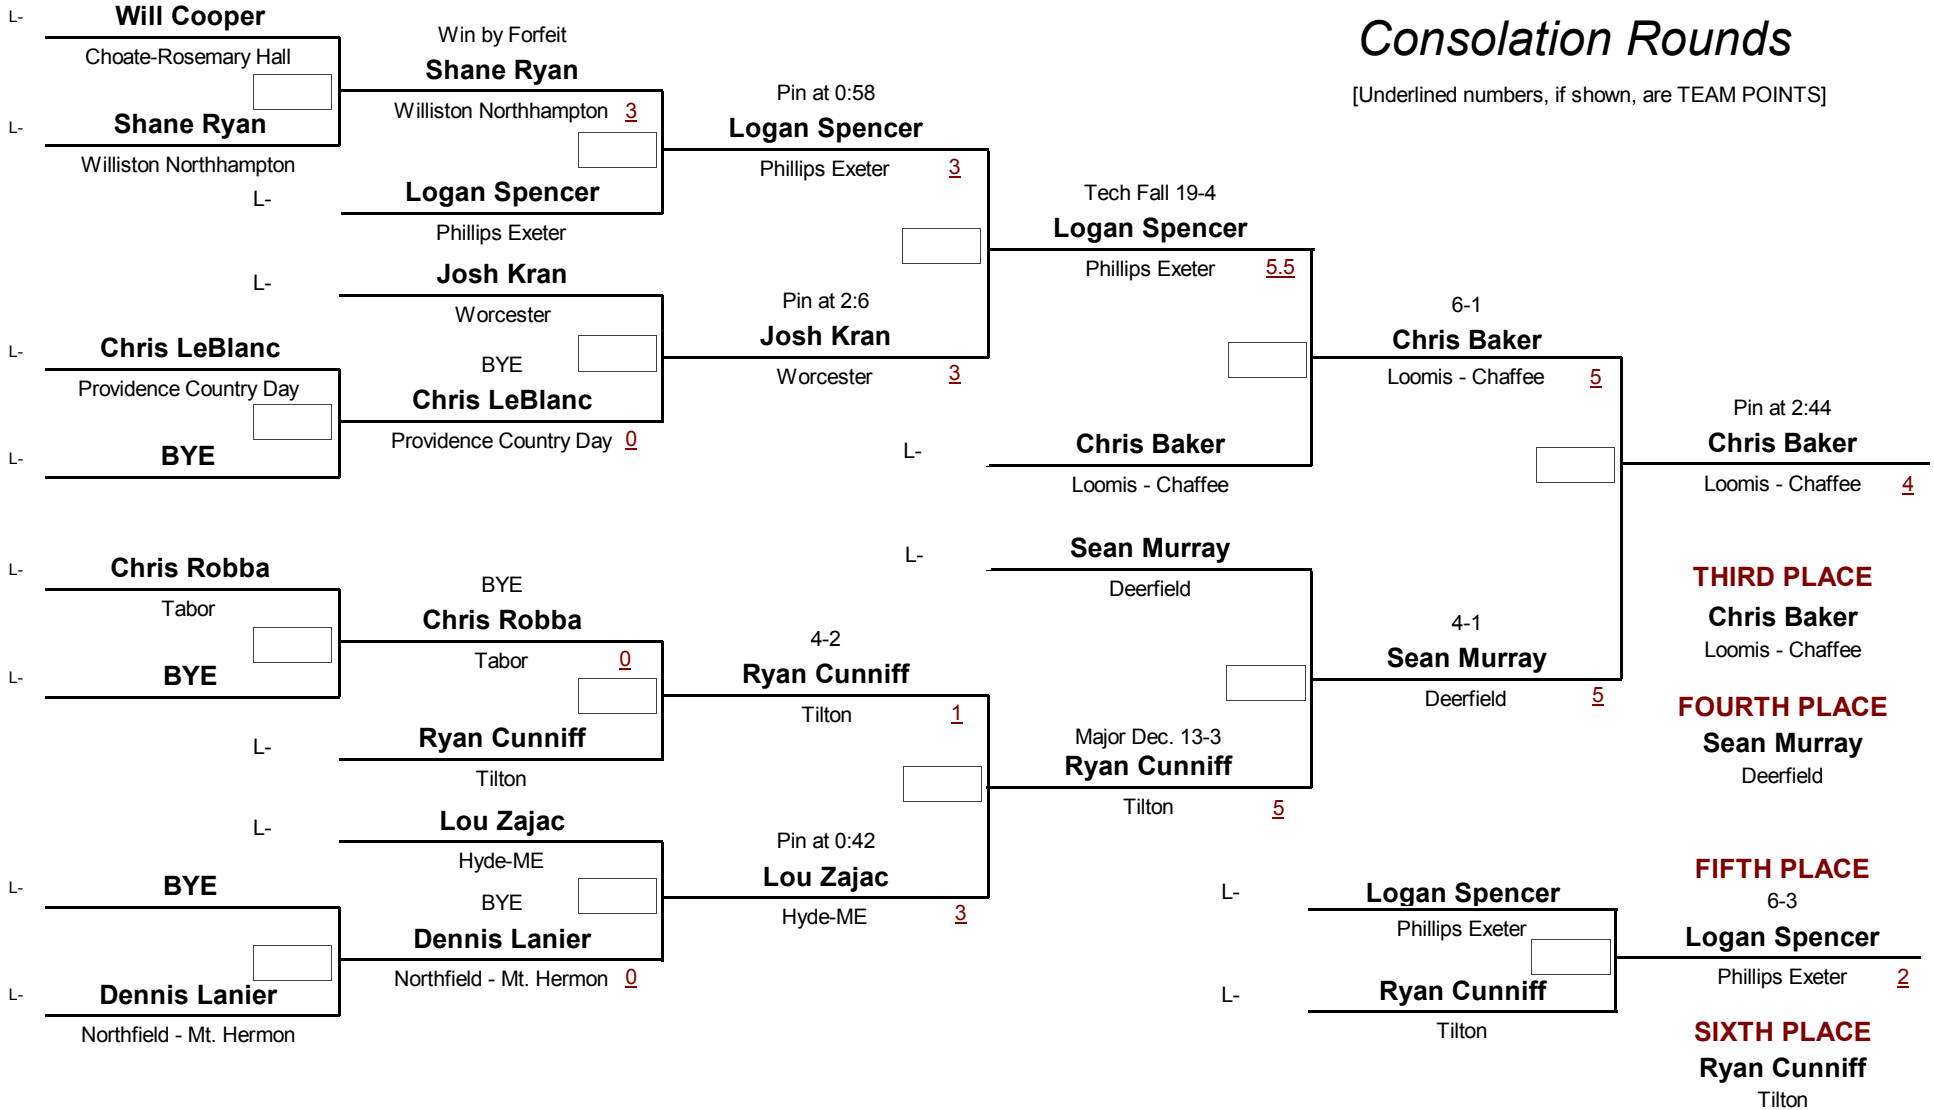 Consolation Rounds
[Underlined numbers, if shown, are TEAM POINTS]
L-
Will Cooper
Choate-Rosemary Hall
L-
Shane Ryan
Williston Northhampton
L-
Chris LeBlanc
Providence Country Day
L-
BYE
L-
Chris Robba
Tabor
L-
BYE
L-
BYE
L-
Dennis Lanier
Northfield - Mt. Hermon
Win by Forfeit
Shane Ryan
Williston Northhampton 3
L-
Logan Spencer
Phillips Exeter
L-
Josh Kran
Worcester
BYE
Chris LeBlanc
Providence Country Day 0
BYE
Chris Robba
Tabor 0
L-
Ryan Cunniff
Tilton
L-
Lou Zajac
Hyde-ME
BYE
Dennis Lanier
Northfield - Mt. Hermon 0
Pin at 0:58
Logan Spencer
Phillips Exeter 3
Pin at 2:6
Josh Kran
Worcester 3
4-2
Ryan Cunniff
Tilton 1
Pin at 0:42
Lou Zajac
Hyde-ME 3
Tech Fall 19-4
Logan Spencer
Phillips Exeter 5.5
L-
Chris Baker
Loomis - Chaffee
L-
Sean Murray
Deerfield
Major Dec. 13-3
Ryan Cunniff
Tilton 5
6-1
Chris Baker
Loomis - Chaffee 5
4-1
Sean Murray
Deerfield 5
Pin at 2:44
Chris Baker
Loomis - Chaffee 4
THIRD PLACE
Chris Baker
Loomis - Chaffee
FOURTH PLACE
Sean Murray
Deerfield
L-
Logan Spencer
Phillips Exeter
L-
Ryan Cunniff
Tilton
FIFTH PLACE
6-3
Logan Spencer
Phillips Exeter 2
SIXTH PLACE
Ryan Cunniff
Tilton